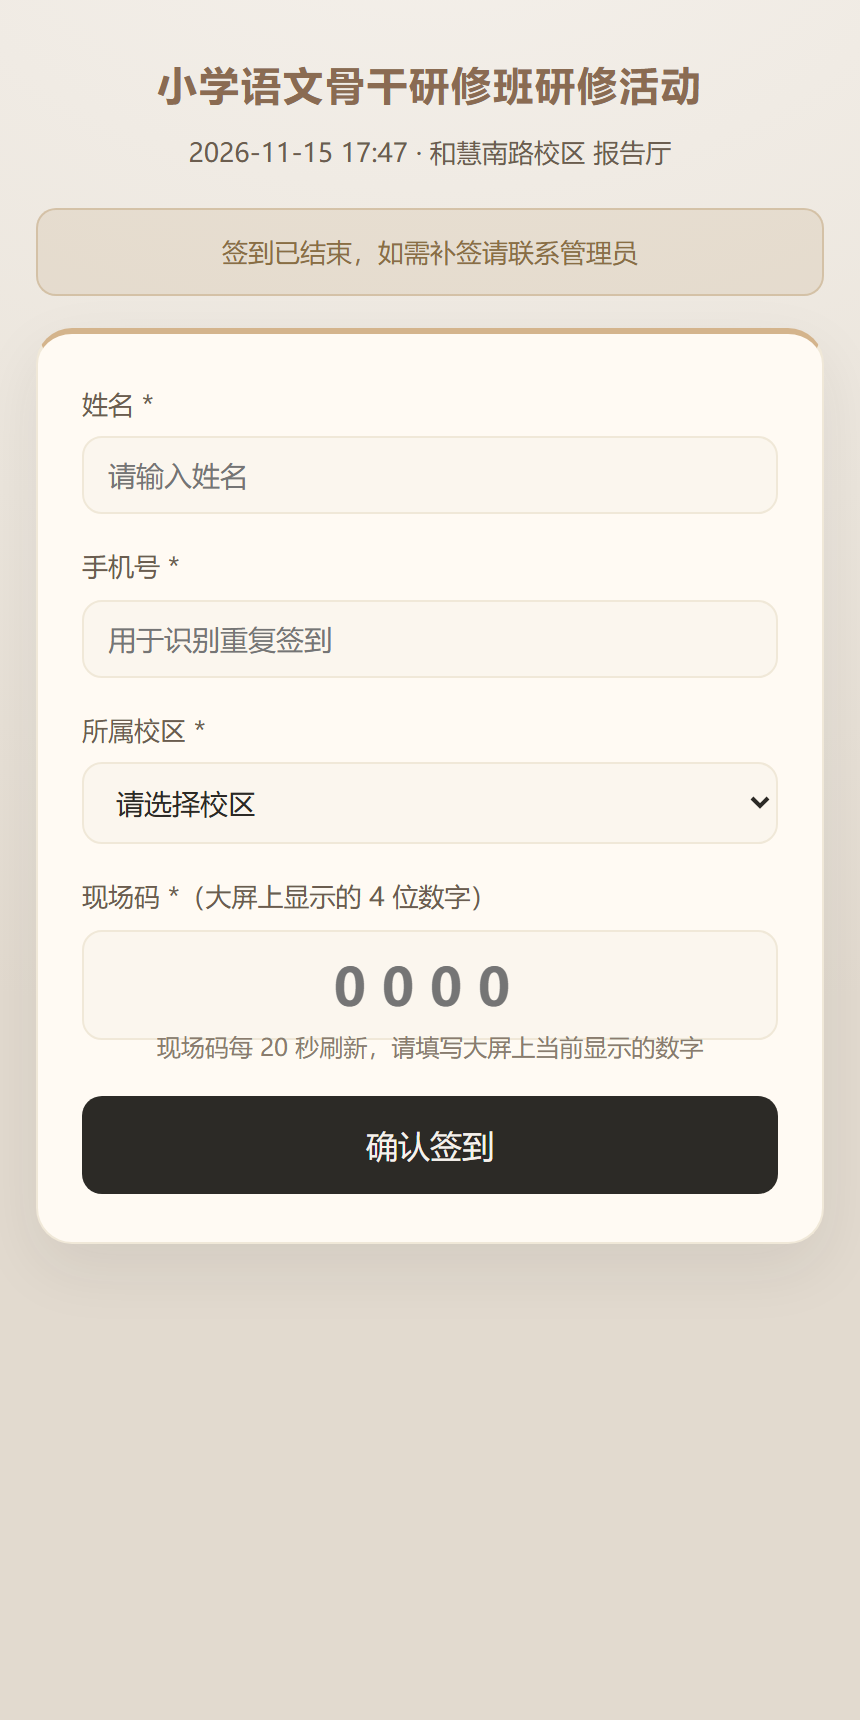 小学语文骨干研修班研修活动
2026-11-15 17:47 · 和慧南路校区 报告厅
签到已结束，如需补签请联系管理员
姓名 *
请输入姓名
手机号 *
用于识别重复签到
所属校区 *
请选择校区
现场码 *（大屏上显示的 4 位数字）
0000
现场码每 20 秒刷新，请填写大屏上当前显示的数字
确认签到